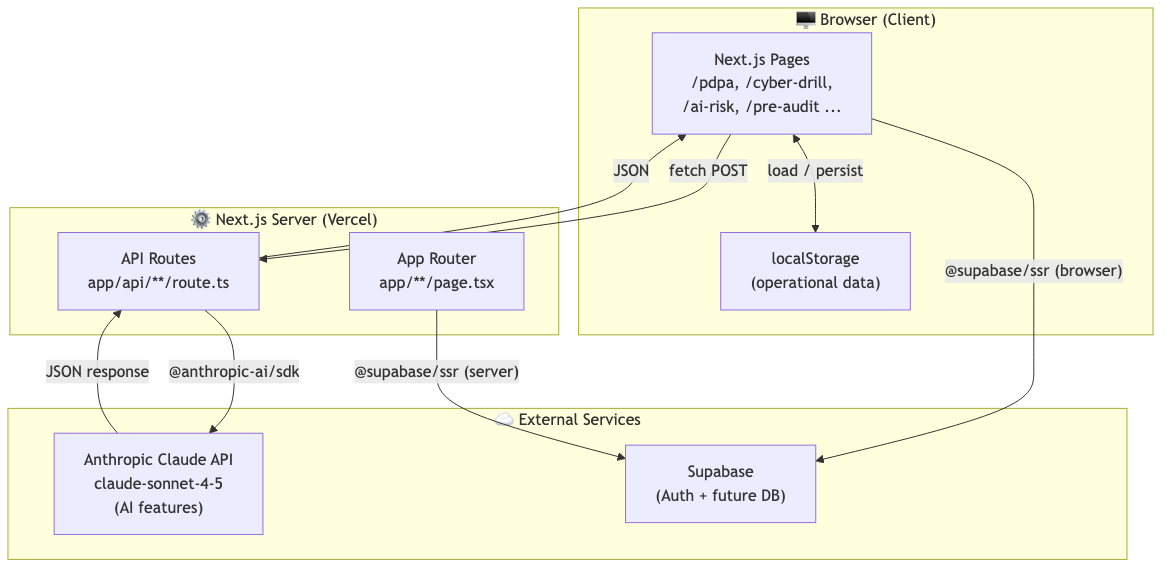 🖥️ Browser (Client)
Next.js Pages
/pdpa, /cyber-drill,
/ai-risk, /pre-audit ...
JSON
fetch POST
load / persist
⚙️ Next.js Server (Vercel)
API Routes
app/api/**/route.ts
App Router
app/**/page.tsx
localStorage
(operational data)
@supabase/ssr (browser)
JSON response
@anthropic-ai/sdk
@supabase/ssr (server)
☁️ External Services
Anthropic Claude API
claude-sonnet-4-5
(AI features)
Supabase
(Auth + future DB)